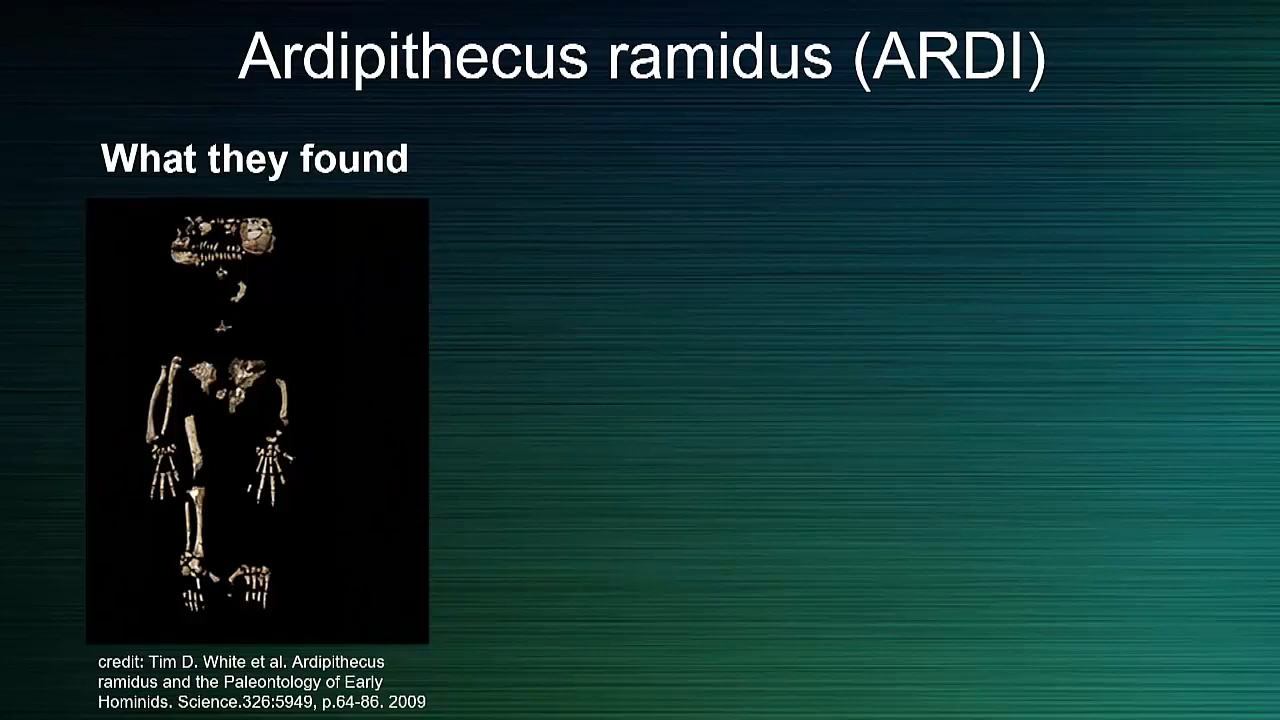 Ardipithecus ramidus (ARDI)
What they found
credit: Tim D. White et al. Ardipithecus
ramidus and the Paleontology of Early
Hominids. Science.326:5949, p.64-86. 2009